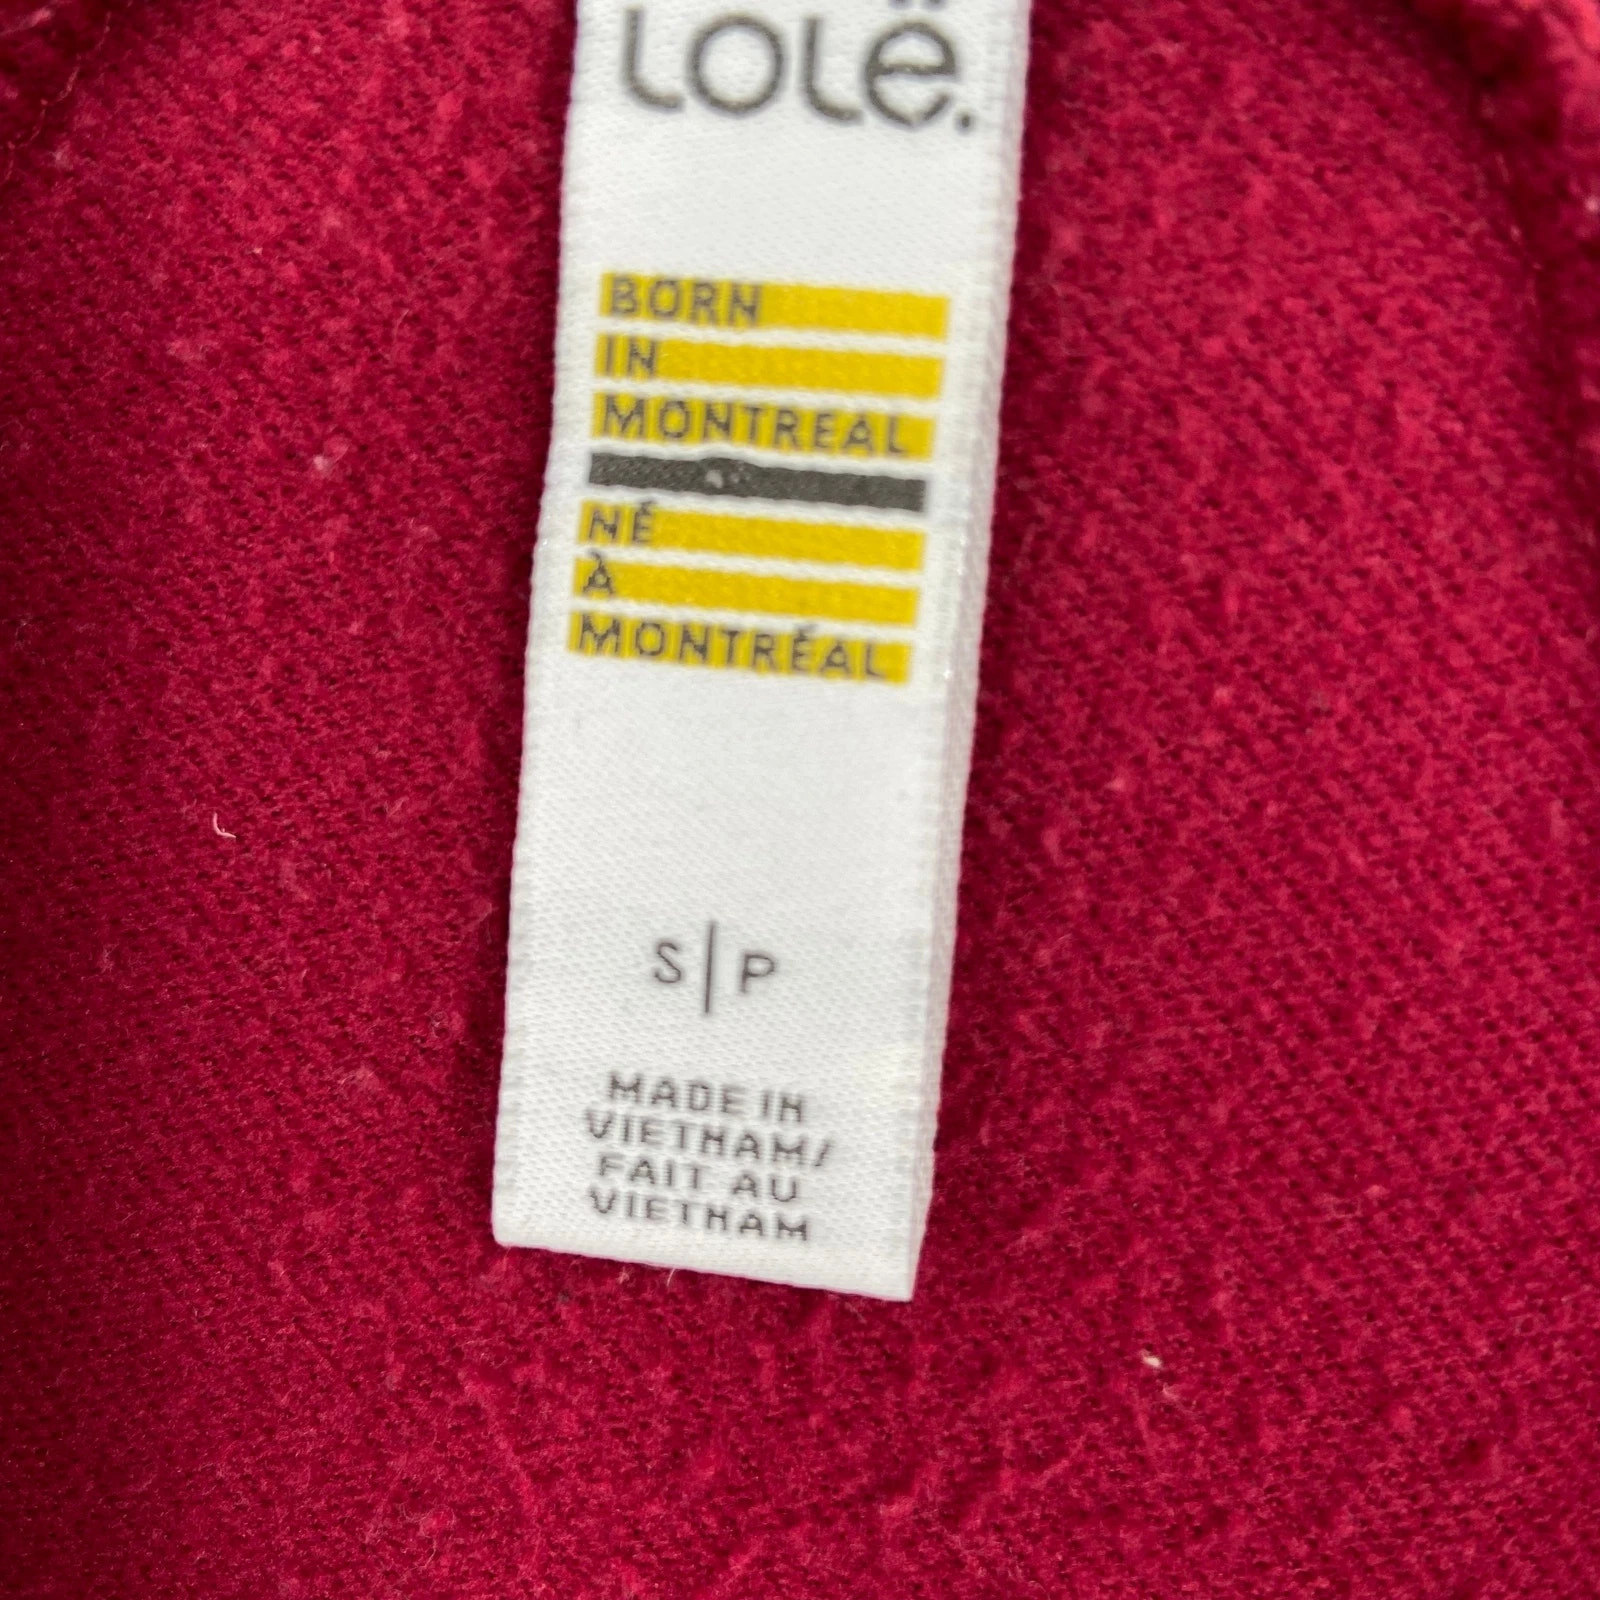 lolë.
BORN
IN
MONTREAL
NÉ
À
MONTRÉAL
S|P
MADE IN
VIETNAM/
FAIT AU
VIETNAM